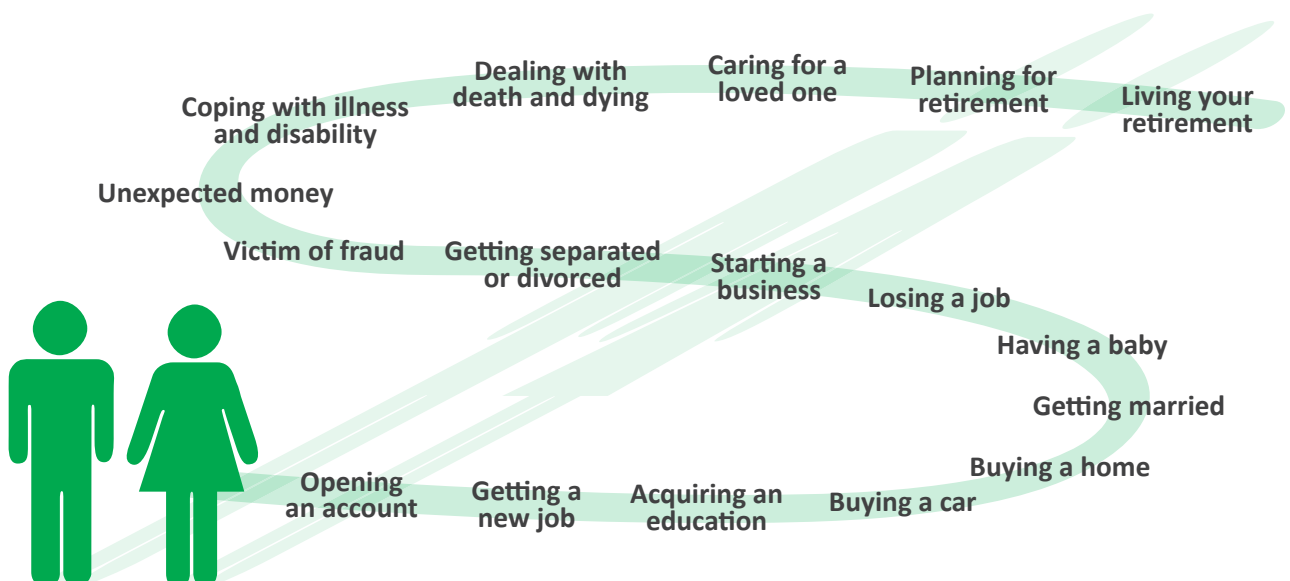 Dealing with
death and dying
Caring for a
loved one
Planning for
retirement
Living your
retirement
Coping with illness
and disability
Unexpected money
Victim of fraud
Getting separated
or divorced
Starting a
business
Losing a job
Having a baby
Getting married
Buying a home
Opening
an account
Getting a
new job
Acquiring an
education
Buying a car